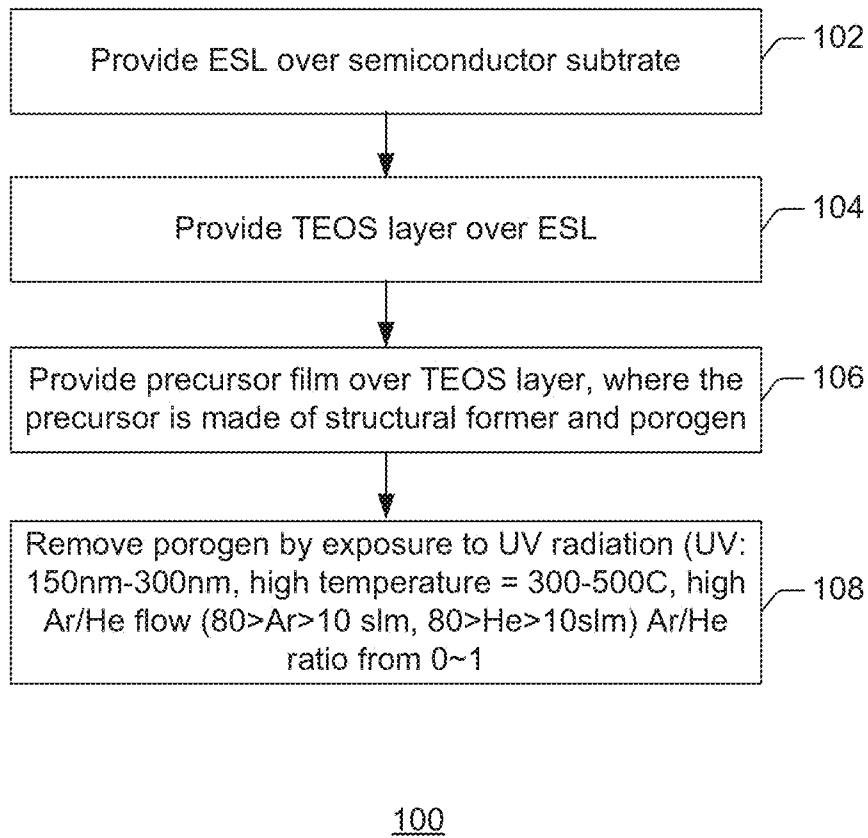 Provide ESL over semiconductor subtrate
102
Provide TEOS layer over ESL
104
Provide precursor film over TEOS layer, where the
precursor is made of structural former and porogen
106
Remove porogen by exposure to UV radiation (UV:
150nm-300nm, high temperature = 300-500C, high
Ar/He flow (80>Ar>10 slm, 80>He>10slm) Ar/He
ratio from 0~1
108
100